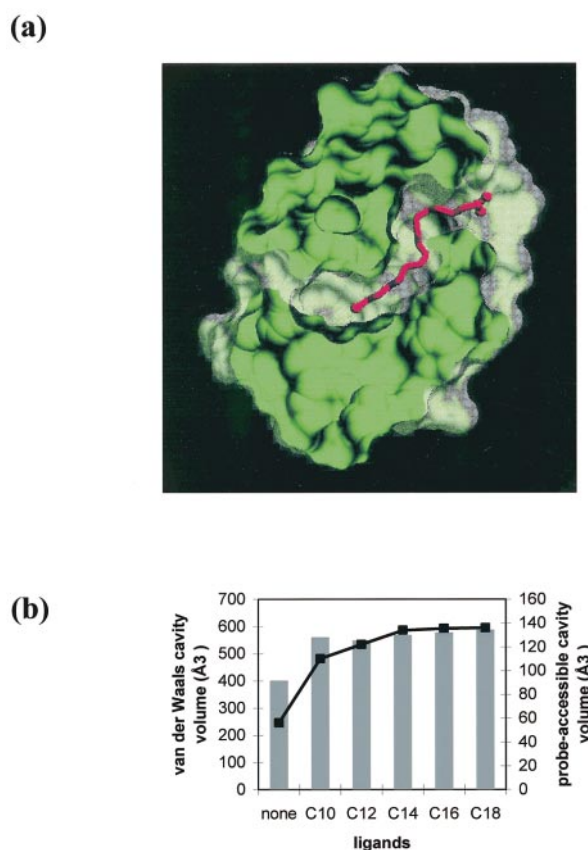 (a)
(b)
van der Waals cavity
volume (Å3)
700
600
500
400
300
200
100
0
160
140
120
100
80
60
40
20
0
probe-accessible cavity
volume (Å3 )
none C10 C12 C14 C16 C18
ligands